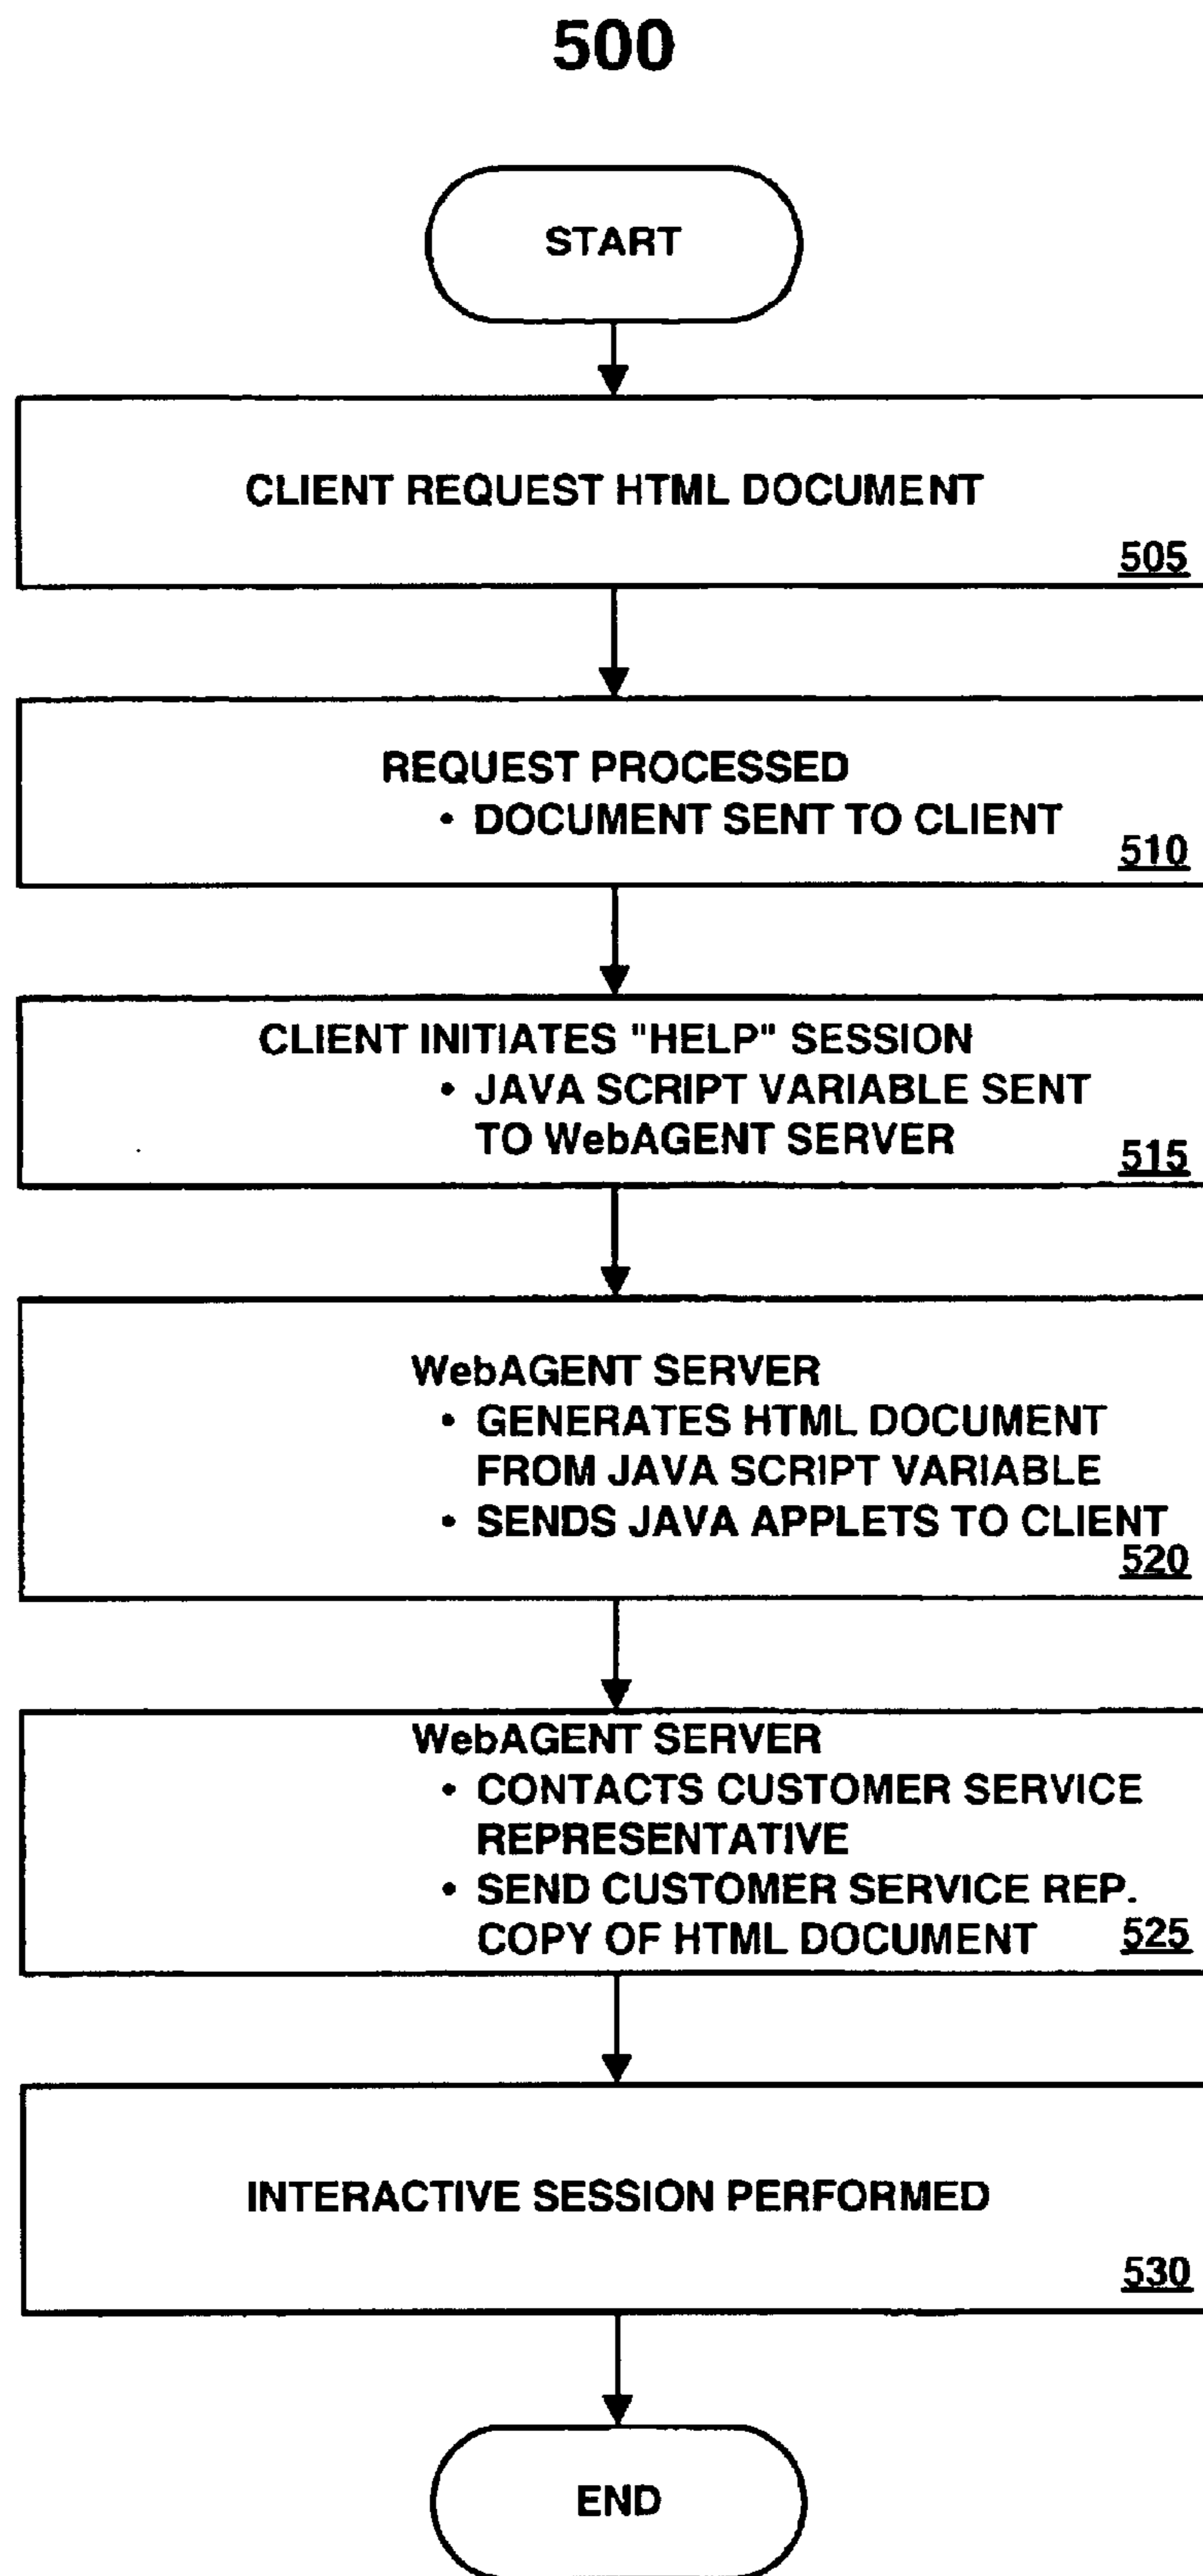 500
START
CLIENT REQUEST HTML DOCUMENT
505
REQUEST PROCESSED
• DOCUMENT SENT TO CLIENT
510
CLIENT INITIATES "HELP" SESSION
• JAVA SCRIPT VARIABLE SENT
TO WebAGENT SERVER
515
WebAGENT SERVER
• GENERATES HTML DOCUMENT
FROM JAVA SCRIPT VARIABLE
• SENDS JAVA APPLETS TO CLIENT
520
WebAGENT SERVER
• CONTACTS CUSTOMER SERVICE
REPRESENTATIVE
• SEND CUSTOMER SERVICE REP.
COPY OF HTML DOCUMENT
525
INTERACTIVE SESSION PERFORMED
530
END